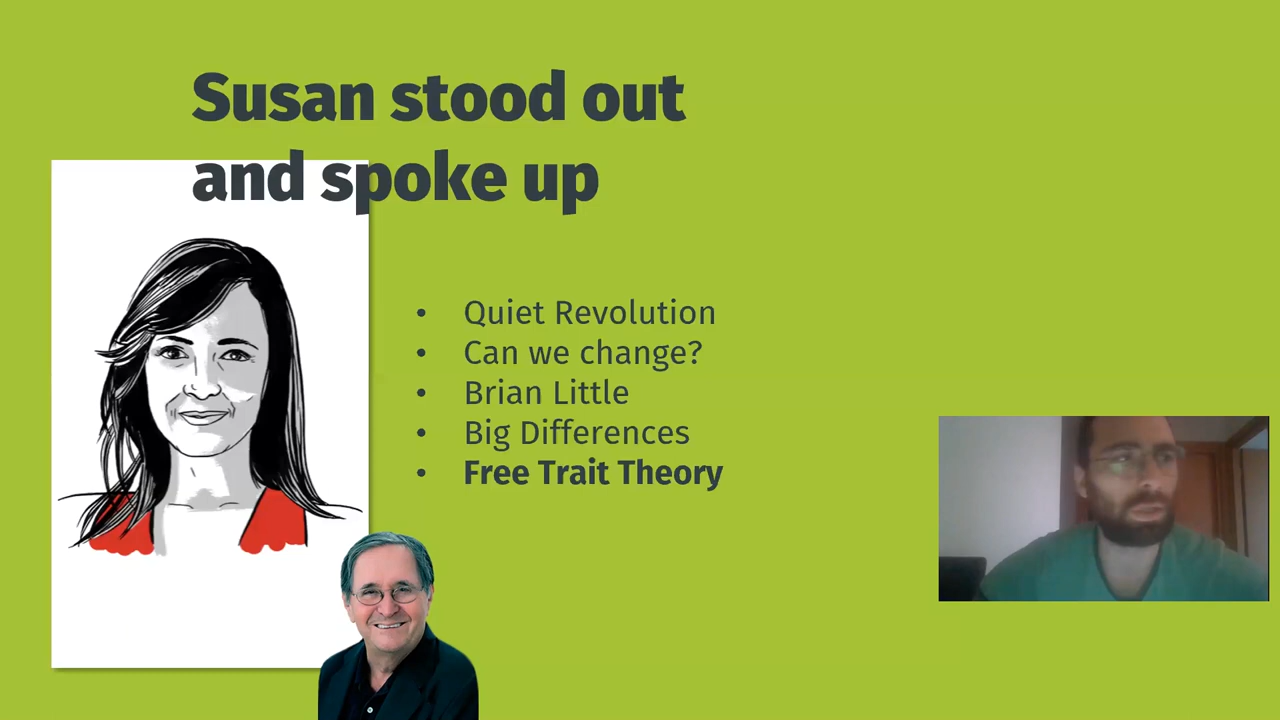 Susan stood out
and spoke up
• Quiet Revolution
• Can we change?
• Brian Little
• Big Differences
• Free Trait Theory